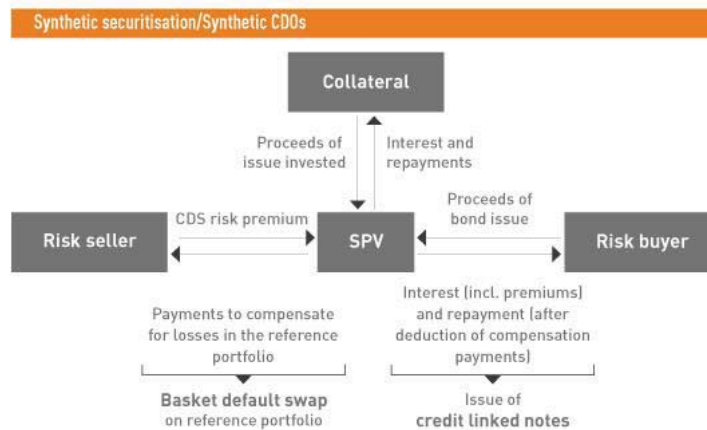 Synthetic securitisation/Synthetic CDOs
Collateral
Proceeds of
issue invested
Interest and
repayments
Risk seller
CDS risk premium
SPV
Proceeds of
bond issue
Risk buyer
Payments to compensate
for losses in the reference
portfolio
Interest (incl. premiums)
and repayment (after
deduction of compensation
payments)
Basket default swap
on reference portfolio
Issue of
credit linked notes